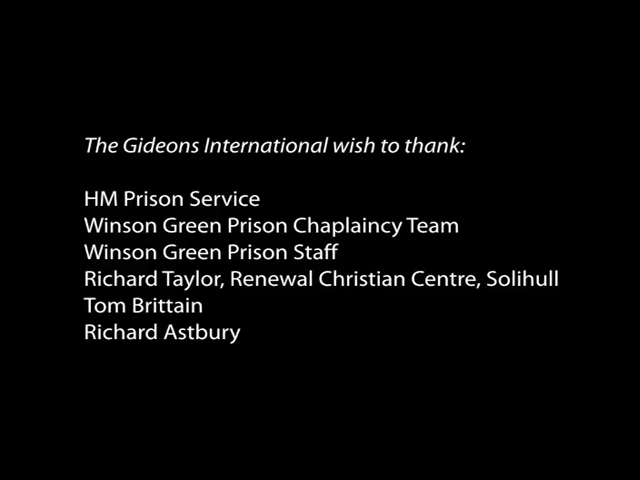 The Gideons International wish to thank:
HM Prison Service
Winson Green Prison Chaplaincy Team
Winson Green Prison Staff
Richard Taylor, Renewal Christian Centre, Solihull
Tom Brittain
Richard Astbury